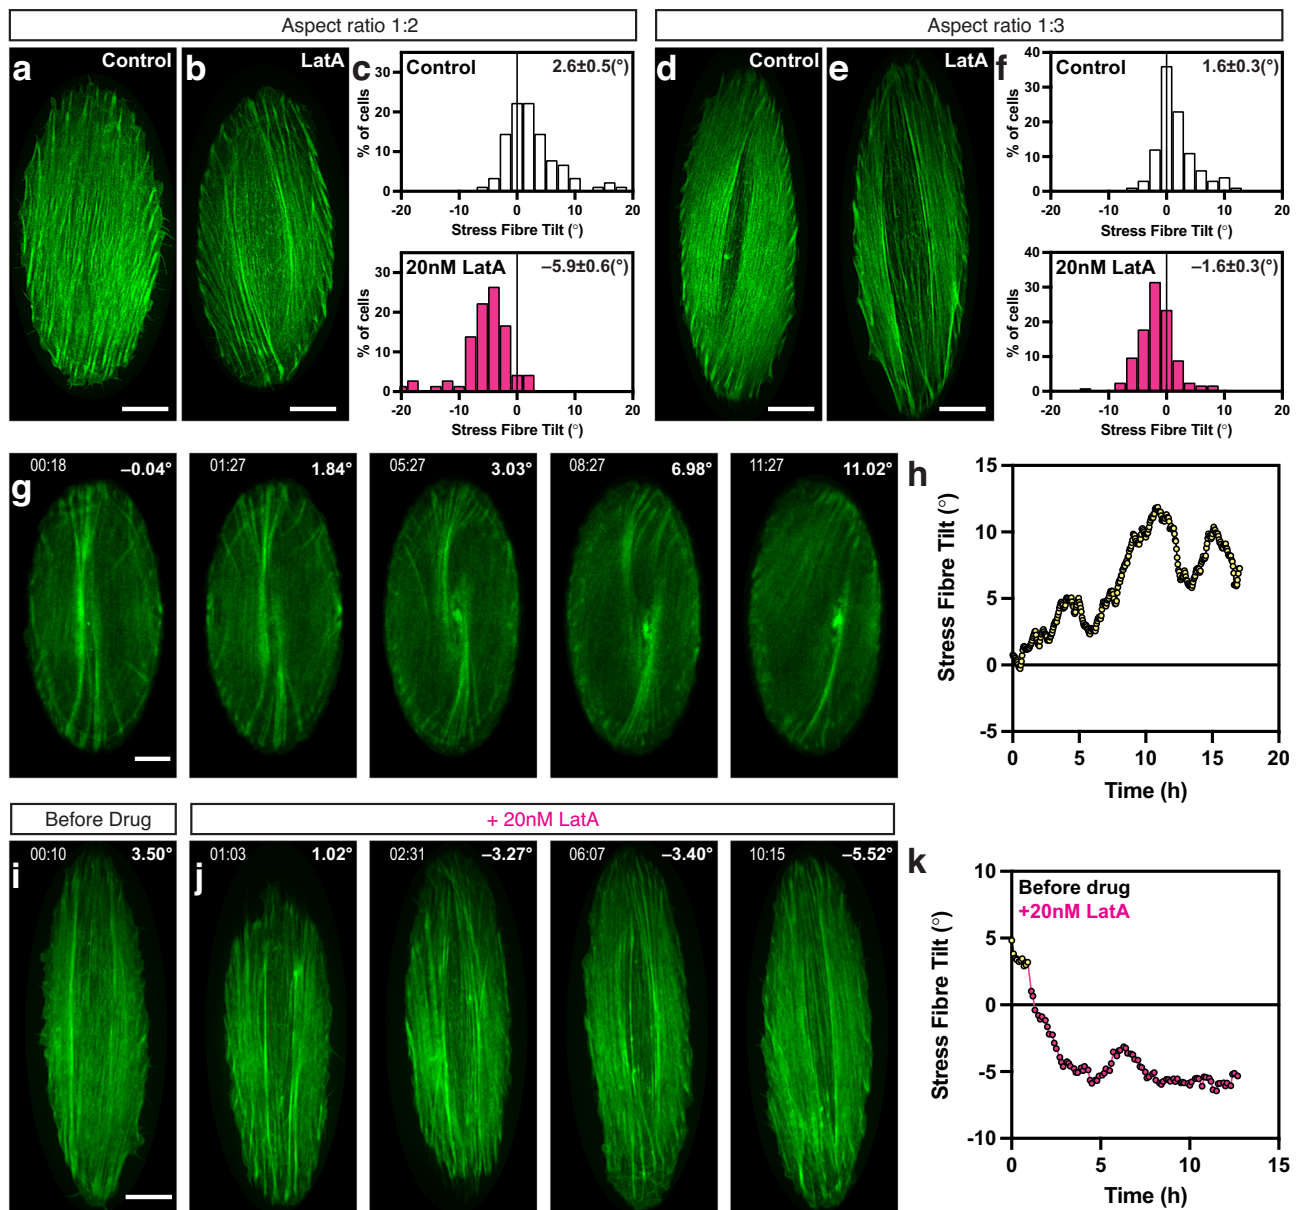 Aspect ratio 1:2
Aspect ratio 1:3
a
Control
b
LatA
c
Control
2.6±0.5(°)
% of cells
30
20
10
0
-20
-10
0
10
20
Stress Fibre Tilt (°)
20nM LatA
–5.9±0.6(°)
% of cells
30
20
10
0
-20
-10
0
10
20
Stress Fibre Tilt (°)
d
Control
e
LatA
f
Control
1.6±0.3(°)
% of cells
40
30
20
10
0
-20
-10
0
10
20
Stress Fibre Tilt (°)
20nM LatA
–1.6±0.3(°)
% of cells
40
30
20
10
0
-20
-10
0
10
20
Stress Fibre Tilt (°)
g
00:18
–0.04°
01:27
1.84°
05:27
3.03°
08:27
6.98°
11:27
11.02°
h
Stress Fibre Tilt (°)
15
10
5
0
-5
0
5
10
15
20
Time (h)
Before Drug
+ 20nM LatA
i
00:10
3.50°
j
01:03
1.02°
02:31
–3.27°
06:07
–3.40°
10:15
–5.52°
k
Before drug
+20nM LatA
Stress Fibre Tilt (°)
10
5
0
-5
-10
0
5
10
15
Time (h)